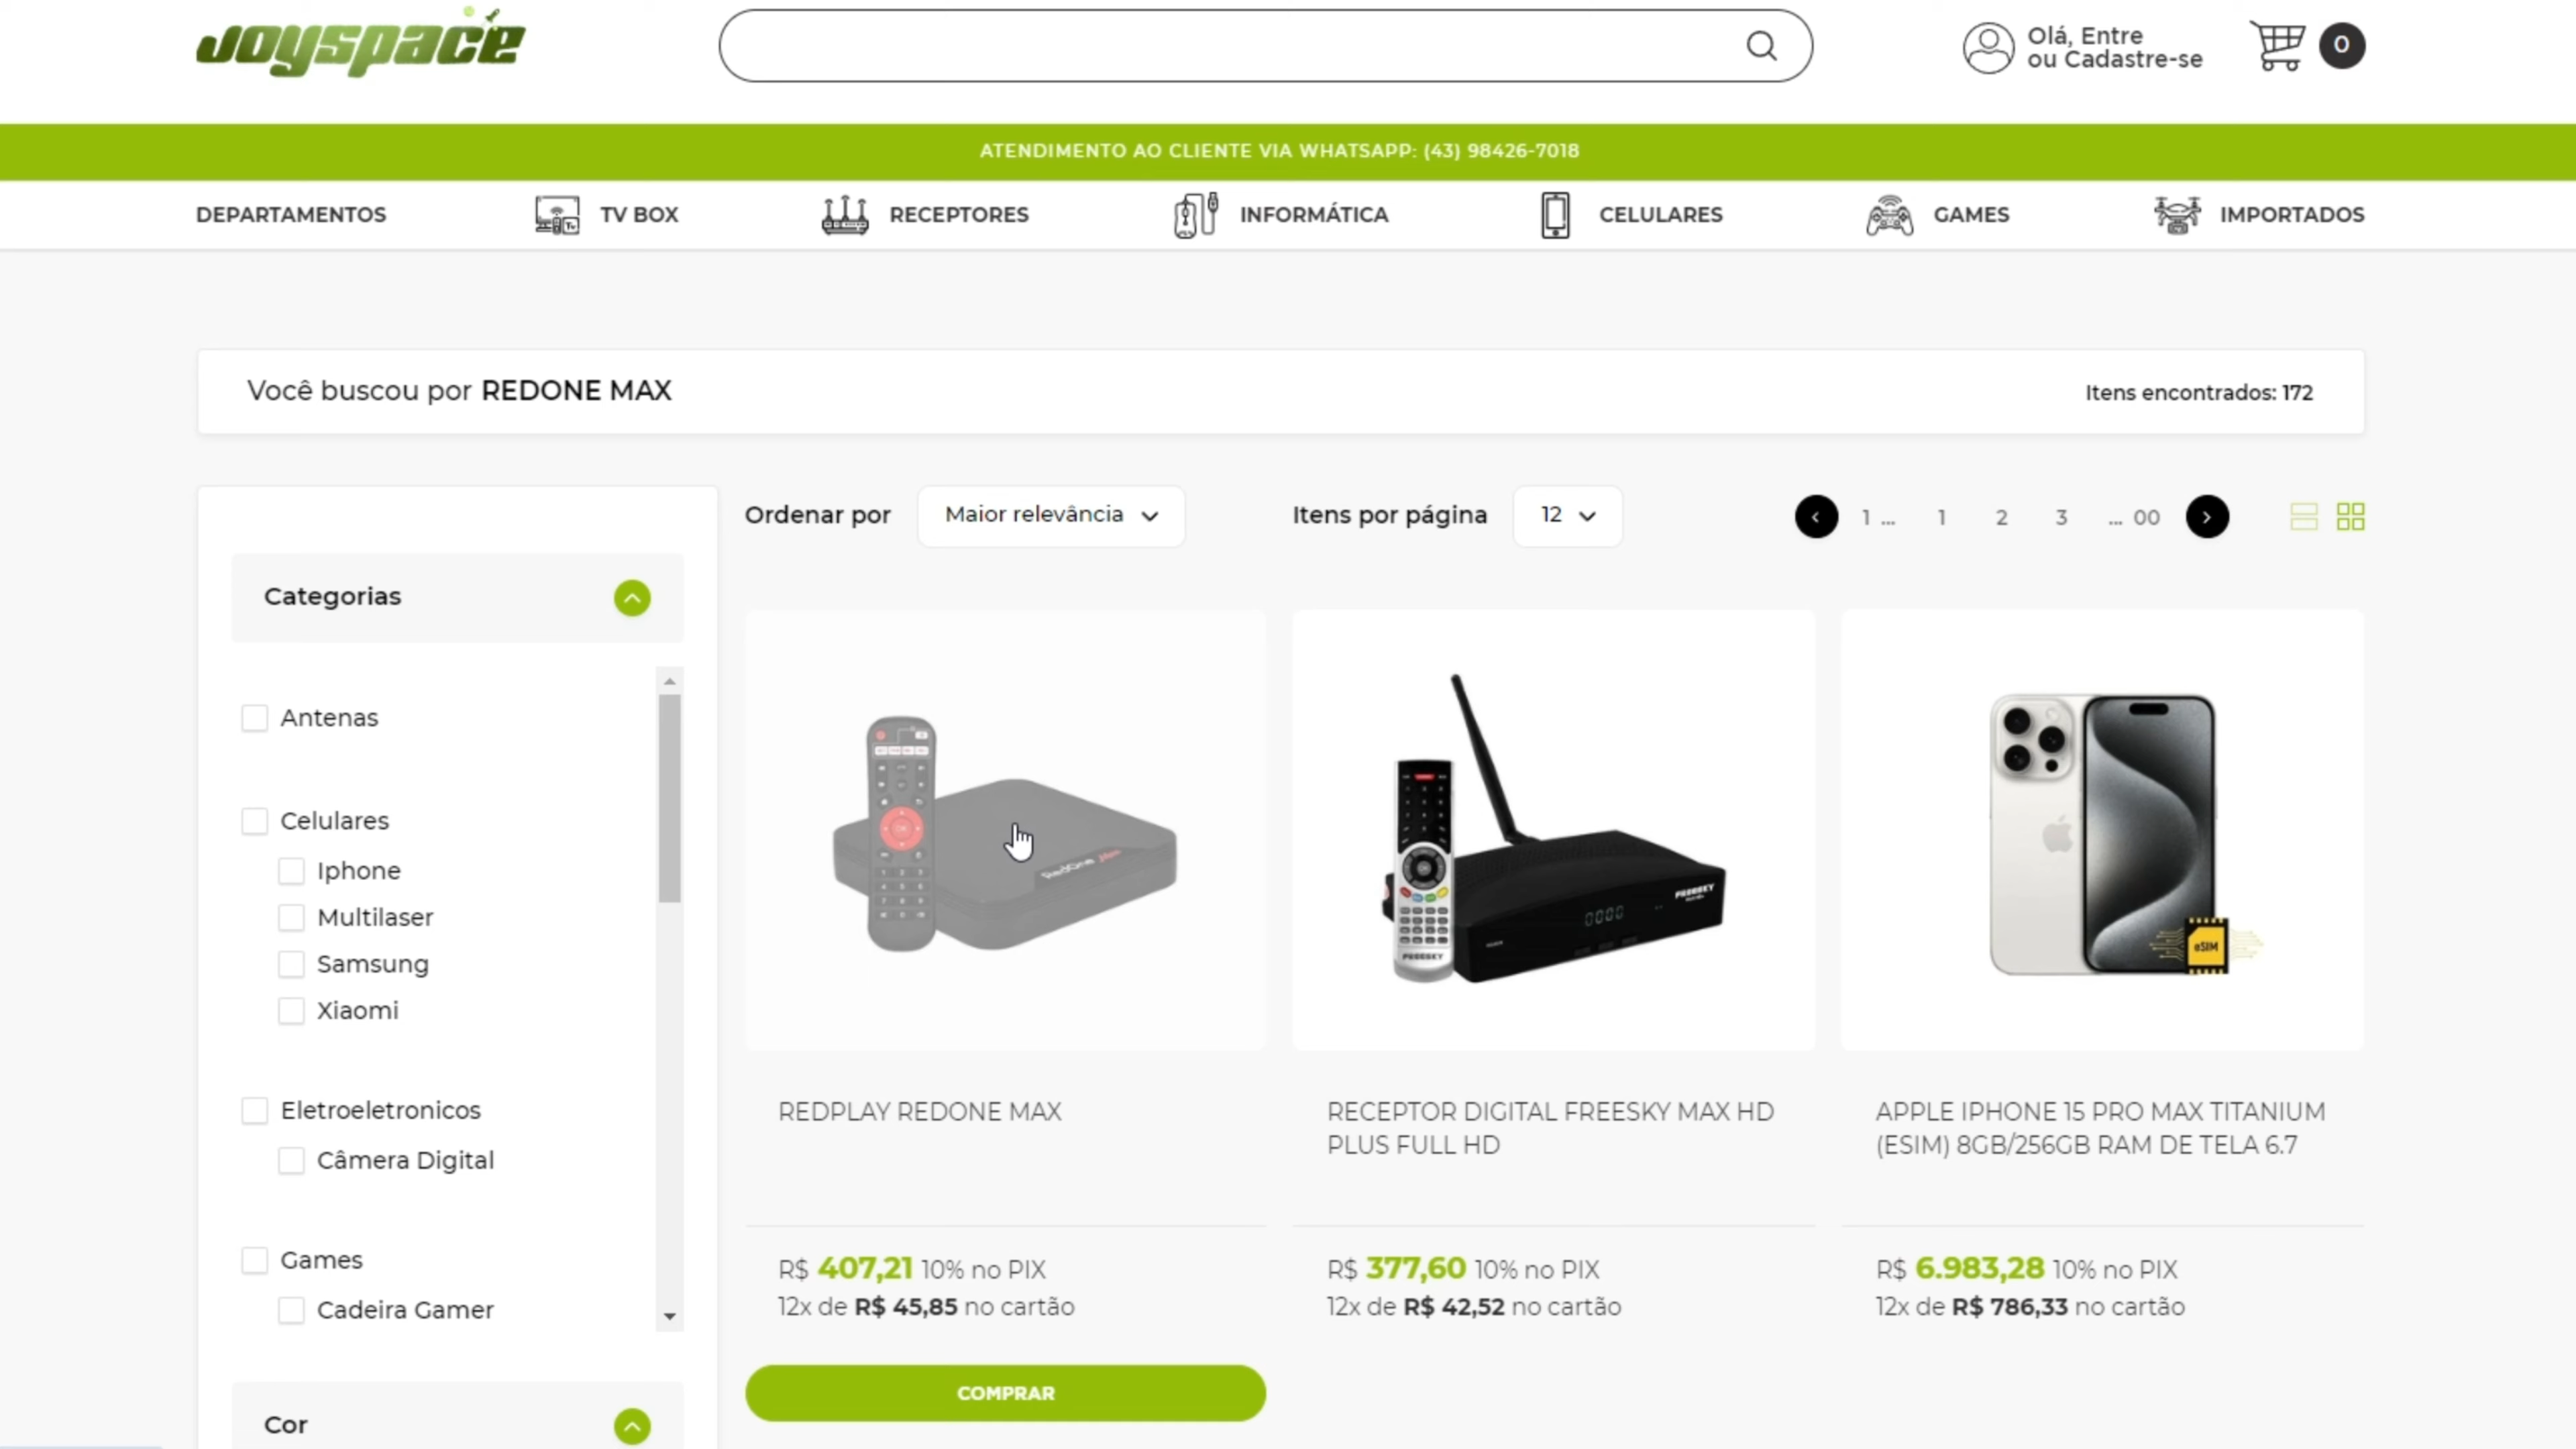 Joyspace
Olá, Entre
ou Cadastre-se
0
ATENDIMENTO AO CLIENTE VIA WHATSAPP: (43) 98426-7018
DEPARTAMENTOS
TV BOX
RECEPTORES
INFORMÁTICA
CELULARES
GAMES
IMPORTADOS
Você buscou por REDONE MAX
Itens encontrados: 172
Ordenar por
Maior relevância
Itens por página
12
1 ... 1 2 3 ... 00
Categorias
Antenas
Celulares
Iphone
Multilaser
Samsung
Xiaomi
Eletroeletronicos
Câmera Digital
Games
Cadeira Gamer
Cor
RedOne Max
REDPLAY REDONE MAX
R$ 407,21 10% no PIX
12x de R$ 45,85 no cartão
COMPRAR
FREESKY
0000
FREESKY
RECEPTOR DIGITAL FREESKY MAX HD
PLUS FULL HD
R$ 377,60 10% no PIX
12x de R$ 42,52 no cartão
eSIM
APPLE IPHONE 15 PRO MAX TITANIUM
(ESIM) 8GB/256GB RAM DE TELA 6.7
R$ 6.983,28 10% no PIX
12x de R$ 786,33 no cartão